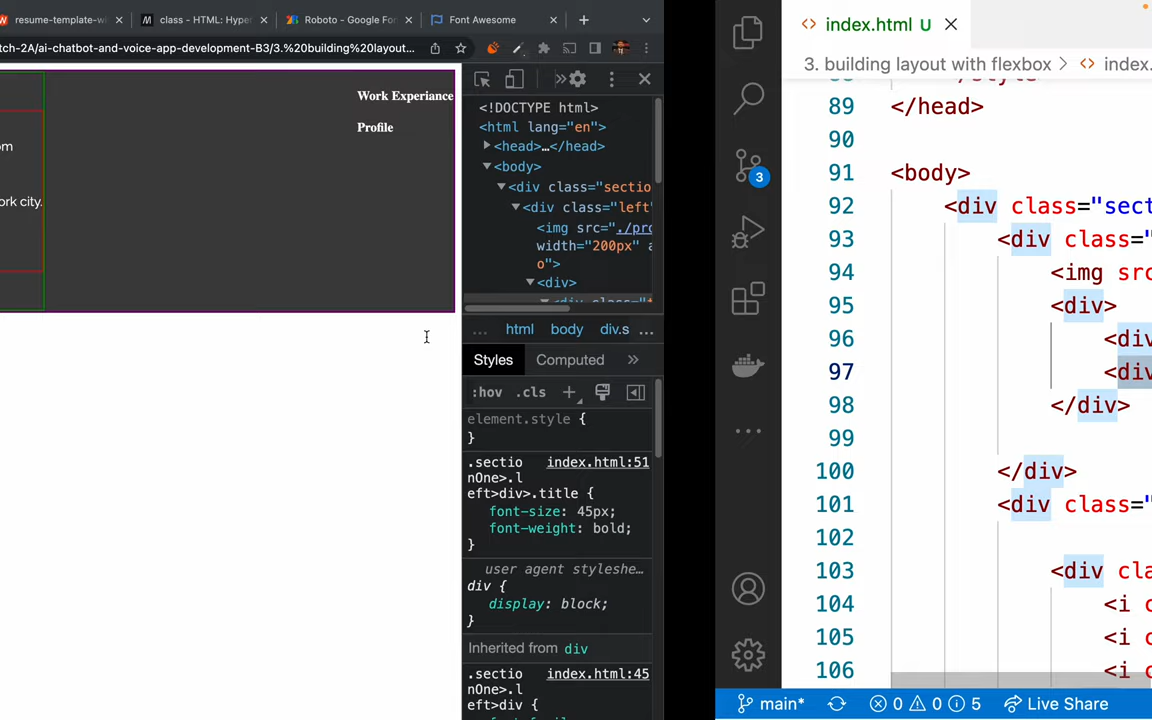 resume-template-wi
class - HTML: Hyper
Roboto - Google Fon
Font Awesome
tch-2A/ai-chatbot-and-voice-app-development-B3/3.%20building%20layout...
Work Experiance
Profile
om
ork city.
<!DOCTYPE html>
<html lang="en">
<head>…</head>
<body>
<div class="sectio
<div class="left
<img src="./pro
width="200px" a
o">
<div>
<div class="t
... html body div.s ...
Styles Computed
:hov .cls
element.style {
}
.sectio index.html:51
nOne>.l
eft>div>.title {
font-size: 45px;
font-weight: bold;
}
user agent styleshe…
div {
display: block;
}
Inherited from div
.sectio index.html:45
nOne>.l
eft>div {
index.html U
3. building layout with flexbox > index.
89 </head>
90
91 <body>
92 <div class="sect
93 <div class="
94 <img src
95 <div>
96 <div
97 <div
98 </div>
99
100 </div>
101 <div class="
102
103 <div cla
104 <i c
105 <i c
106 <i c
3
main* 0 0 5 Live Share